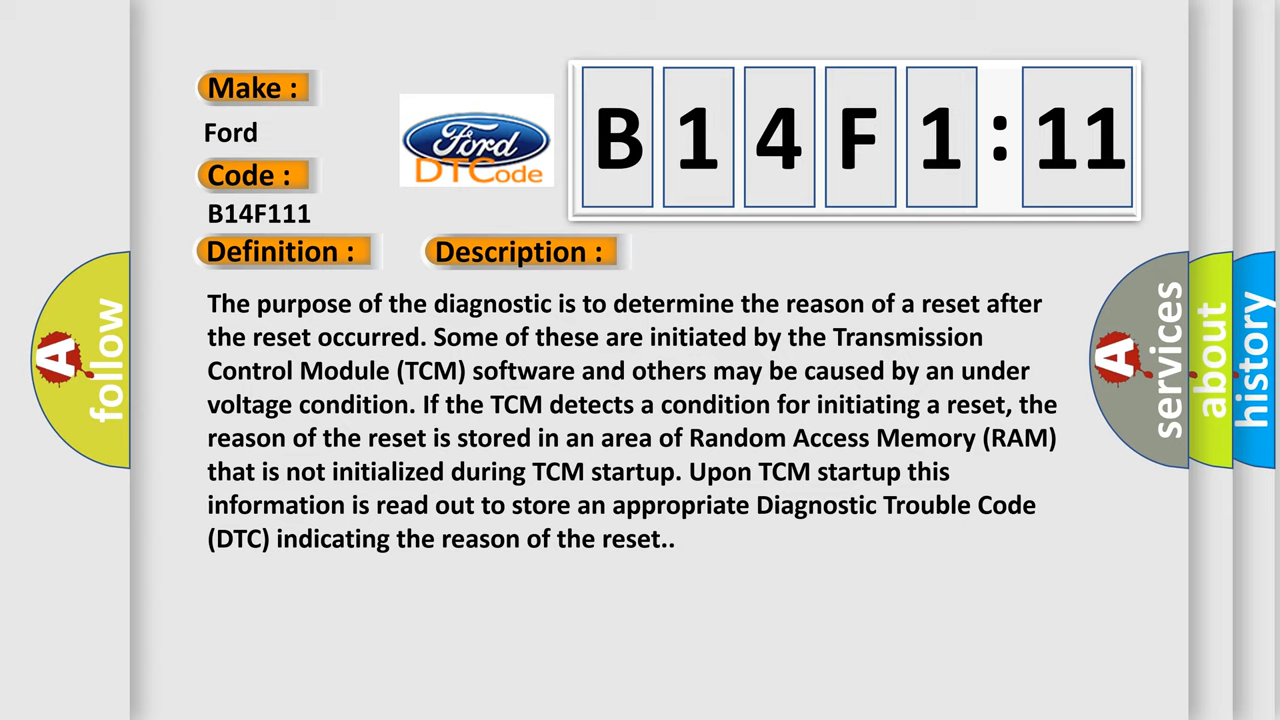 Make :
Ford
Code :
B14F111
Ford
DTCode
B 1 4 F 1 : 11
Definition :
Description :
The purpose of the diagnostic is to determine the reason of a reset after
the reset occurred. Some of these are initiated by the Transmission
Control Module (TCM) software and others may be caused by an under
voltage condition. If the TCM detects a condition for initiating a reset, the
reason of the reset is stored in an area of Random Access Memory (RAM)
that is not initialized during TCM startup. Upon TCM startup this
information is read out to store an appropriate Diagnostic Trouble Code
(DTC) indicating the reason of the reset..
A follow
A services
about
history